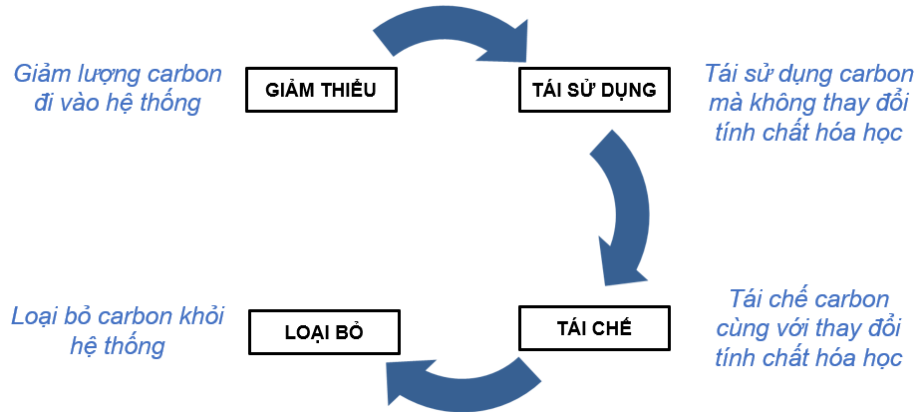 Giảm lượng carbon
đi vào hệ thống
GIẢM THIỂU
TÁI SỬ DỤNG
Tái sử dụng carbon
mà không thay đổi
tính chất hóa học
Loại bỏ carbon khỏi
hệ thống
LOẠI BỎ
TÁI CHẾ
Tái chế carbon
cùng với thay đổi
tính chất hóa học